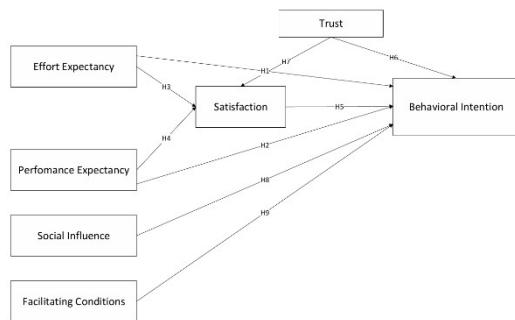 Trust
Effort Expectancy
H1
H7
H6
H3
Satisfaction
H5
Behavioral Intention
H4
H2
Perfomance Expectancy
H8
H9
Social Influence
Facilitating Conditions